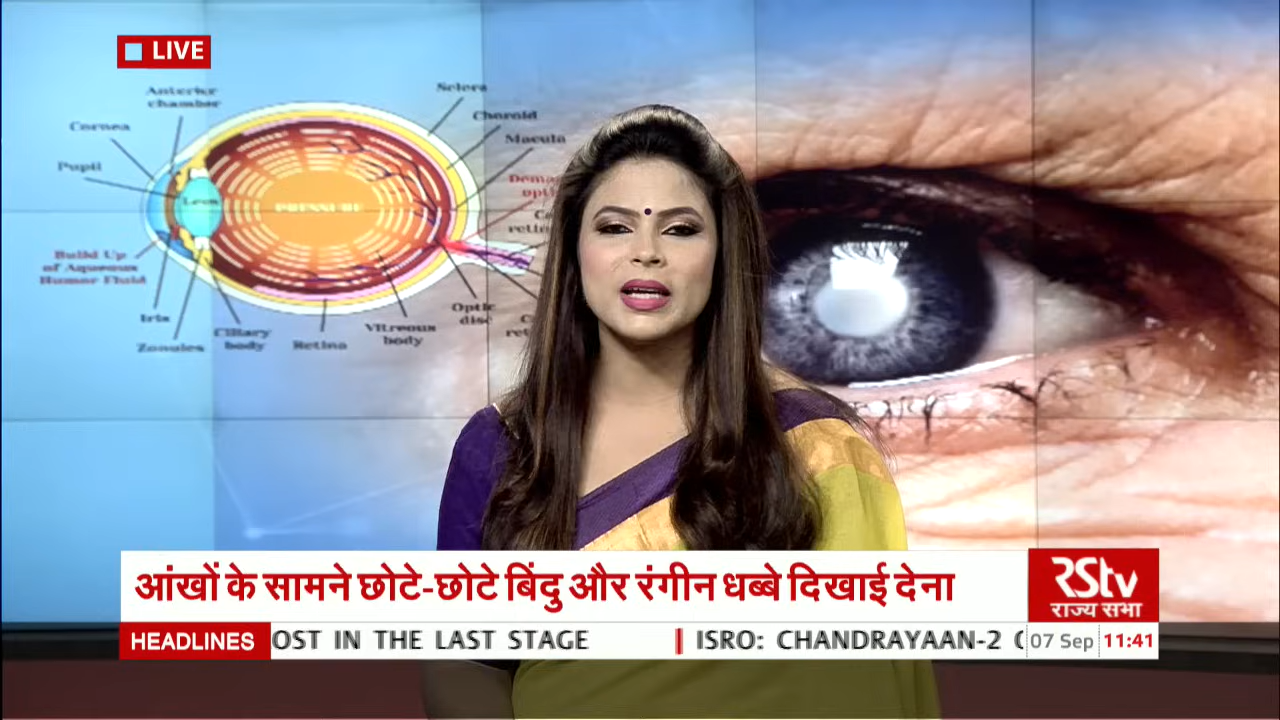 LIVE
Anterior
chamber
Cornea
Pupil
Lens
PRESSURE
Sclera
Choroid
Macula
Build Up
of Aqueous
Humor Fluid
Iris
Zonules
Ciliary
body
Retina
Vitreous
body
Optic
disc
आंखों के सामने छोटे-छोटे बिंदु और रंगीन धब्बे दिखाई देना
RStv
राज्य सभा
HEADLINES OST IN THE LAST STAGE | ISRO: CHANDRAYAAN-2 07 Sep 11:41